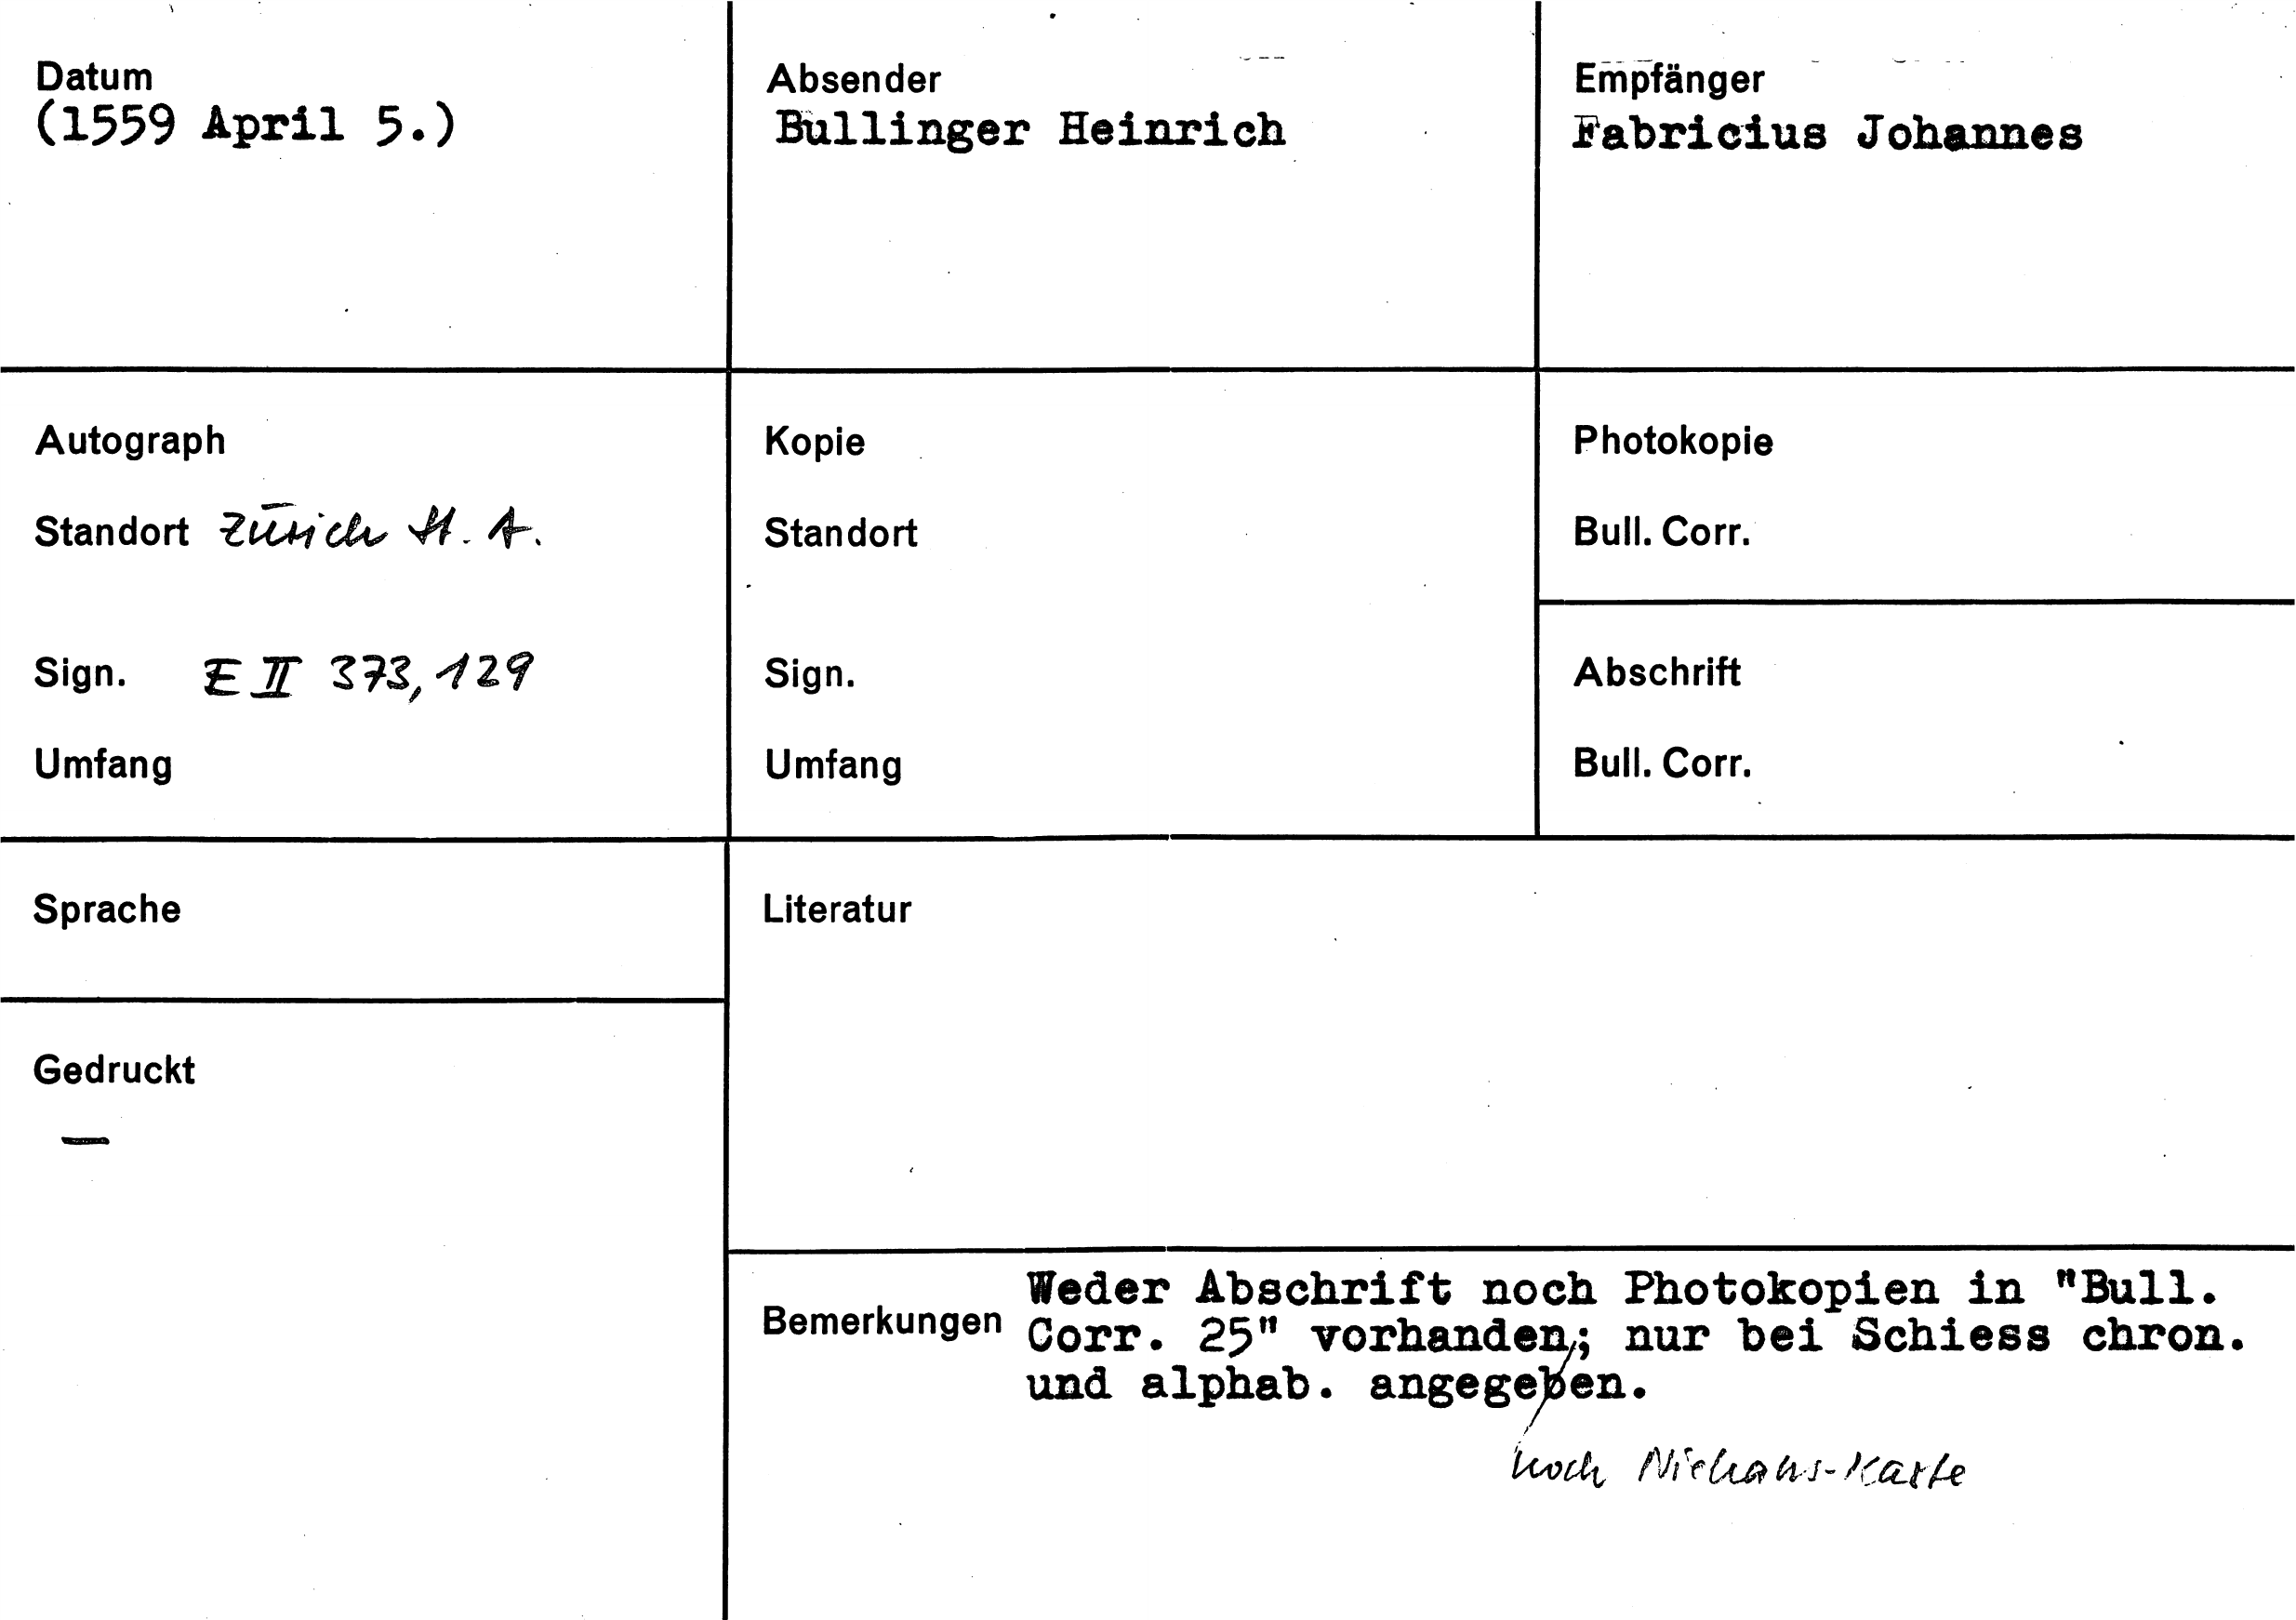 Datum
(1559 April 5.)
Absender
Bullinger Heinrich
Empfänger
Fabricius Johannes
Autograph
Standort Zürich St. A.
Sign. E II 373, 129
Umfang
Kopie
Standort
Sign.
Umfang
Photokopie
Bull. Corr.
Abschrift
Bull. Corr.
Sprache
Gedruckt
—
Literatur
Bemerkungen
Weder Abschrift noch Photokopien in "Bull.
Corr. 25" vorhanden; nur bei Schiess chron.
und alphab. angegeben.
noch Niehans-Karte